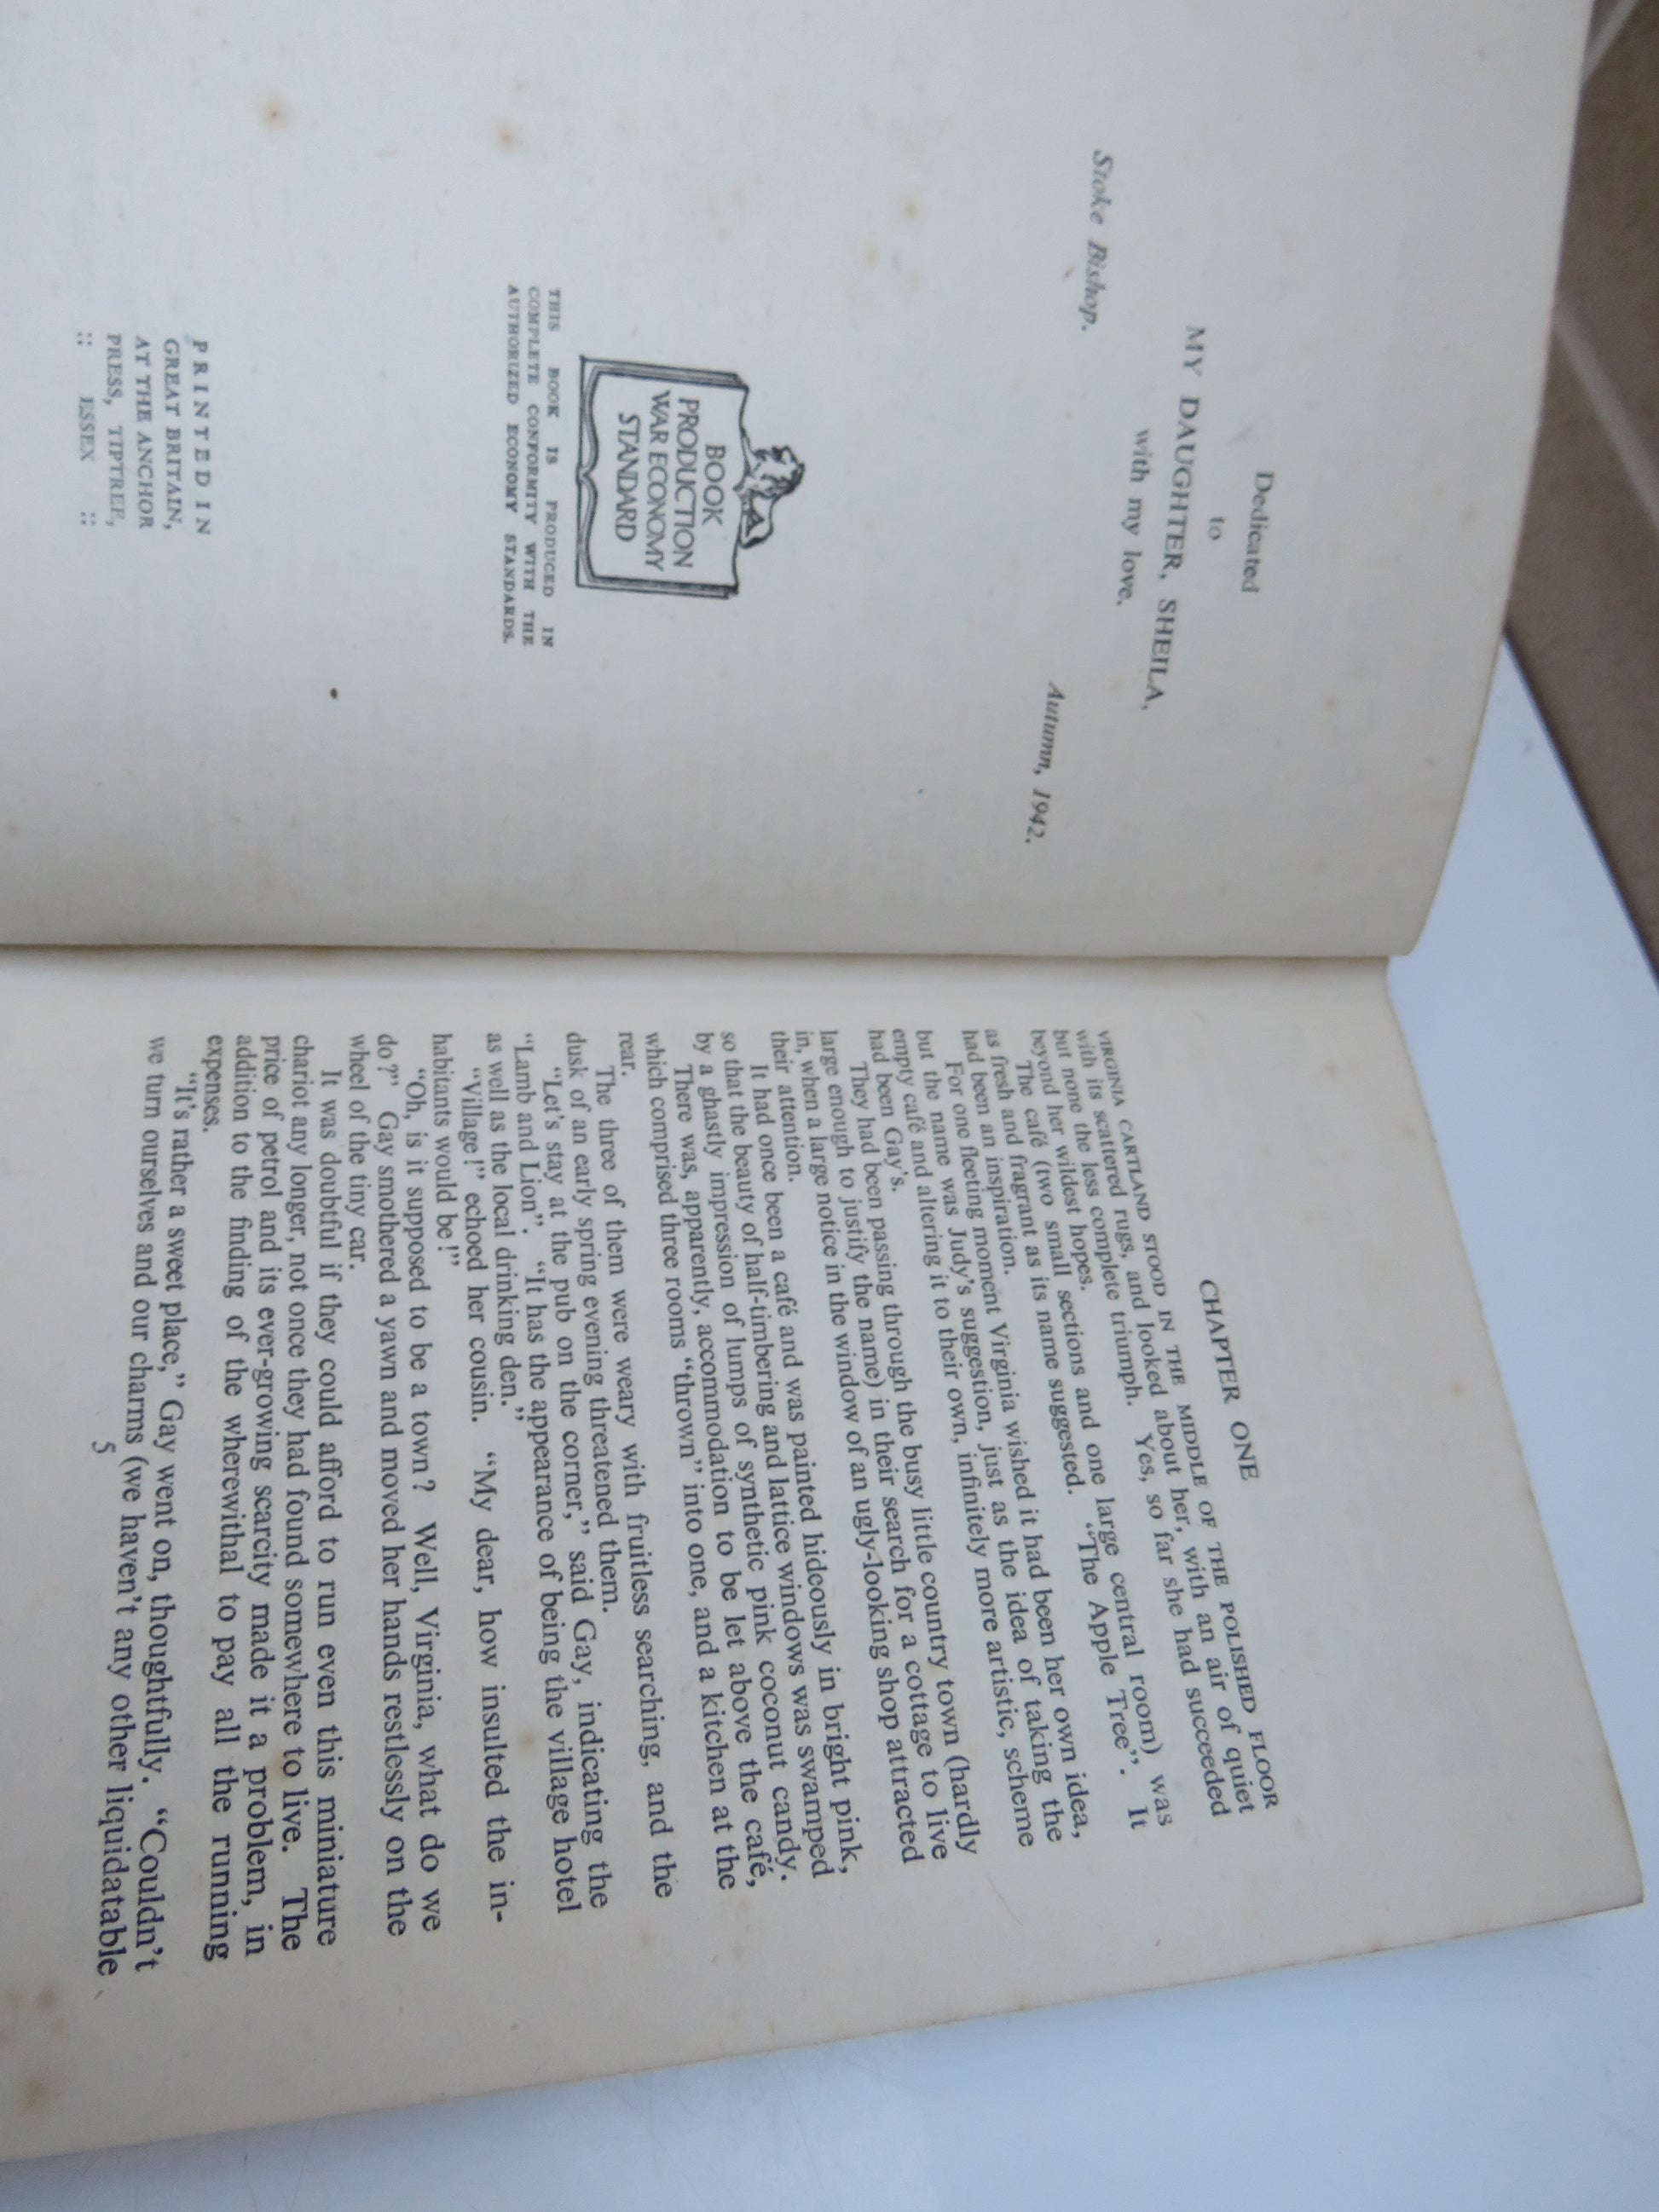 Dedicated
to
MY DAUGHTER, SHEILA,
with my love.
Stoke Bishop.
Autumn, 1942.
BOOK
PRODUCTION
WAR ECONOMY
STANDARD
THIS BOOK IS PRODUCED IN
COMPLETE CONFORMITY WITH THE
AUTHORIZED ECONOMY STANDARDS.
PRINTED IN
GREAT BRITAIN,
AT THE ANCHOR
PRESS, TIPTREE,
:: ESSEX ::
CHAPTER ONE
VIRGINIA CARTLAND STOOD IN THE MIDDLE OF THE POLISHED FLOOR
with its scattered rugs, and looked about her, with an air of quiet
but none the less complete triumph. Yes, so far she had succeeded
beyond her wildest hopes.
The café (two small sections and one large central room) was
as fresh and fragrant as its name suggested. “The Apple Tree”. It
had been an inspiration.
For one fleeting moment Virginia wished it had been her own idea,
but the name was Judy's suggestion, just as the idea of taking the
empty café and altering it to their own, infinitely more artistic, scheme
had been Gay's.
They had been passing through the busy little country town (hardly
large enough to justify the name) in their search for a cottage to live
in, when a large notice in the window of an ugly-looking shop attracted
their attention.
It had once been a café and was painted hideously in bright pink,
so that the beauty of half-timbering and lattice windows was swamped
by a ghastly impression of lumps of synthetic pink coconut candy.
There was, apparently, accommodation to be let above the café,
which comprised three rooms “thrown” into one, and a kitchen at the
rear.
The three of them were weary with fruitless searching, and the
dusk of an early spring evening threatened them.
“Let's stay at the pub on the corner,” said Gay, indicating the
“Lamb and Lion”. “It has the appearance of being the village hotel
as well as the local drinking den.”
“Village!” echoed her cousin. “My dear, how insulted the in-
habitants would be!”
“Oh, is it supposed to be a town? Well, Virginia, what do we
do?” Gay smothered a yawn and moved her hands restlessly on the
wheel of the tiny car.
It was doubtful if they could afford to run even this miniature
chariot any longer, not once they had found somewhere to live. The
price of petrol and its ever-growing scarcity made it a problem, in
addition to the finding of the wherewithal to pay all the running
expenses.
“It's rather a sweet place,” Gay went on, thoughtfully. “Couldn't
we turn ourselves and our charms (we haven't any other liquidatable
5